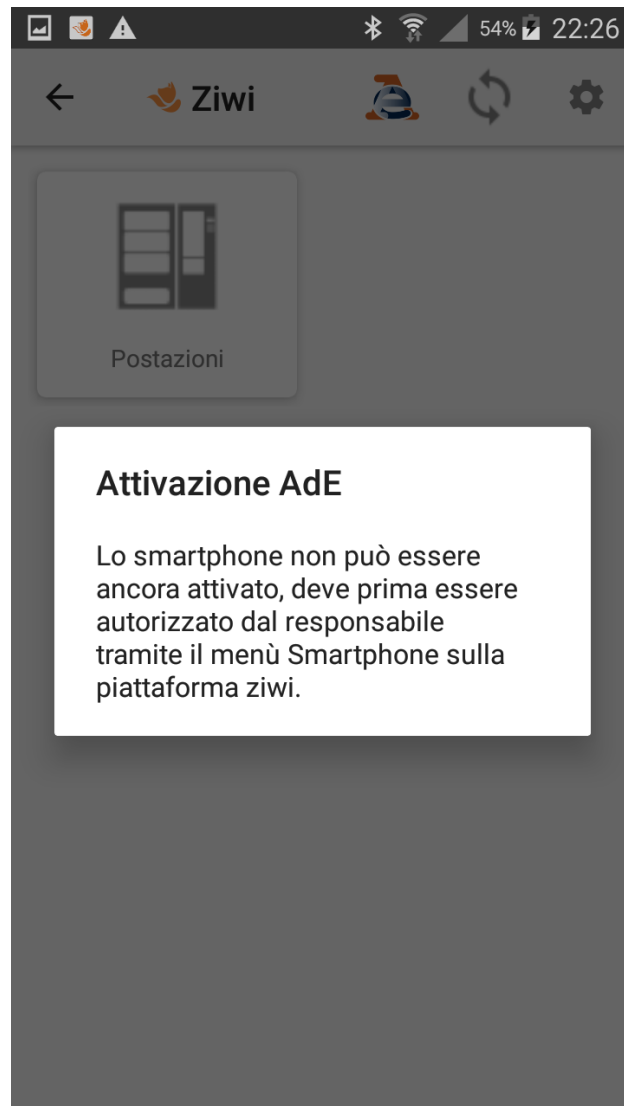 54% 22:26
Ziwi
Postazioni
Attivazione AdE
Lo smartphone non può essere
ancora attivato, deve prima essere
autorizzato dal responsabile
tramite il menù Smartphone sulla
piattaforma ziwi.